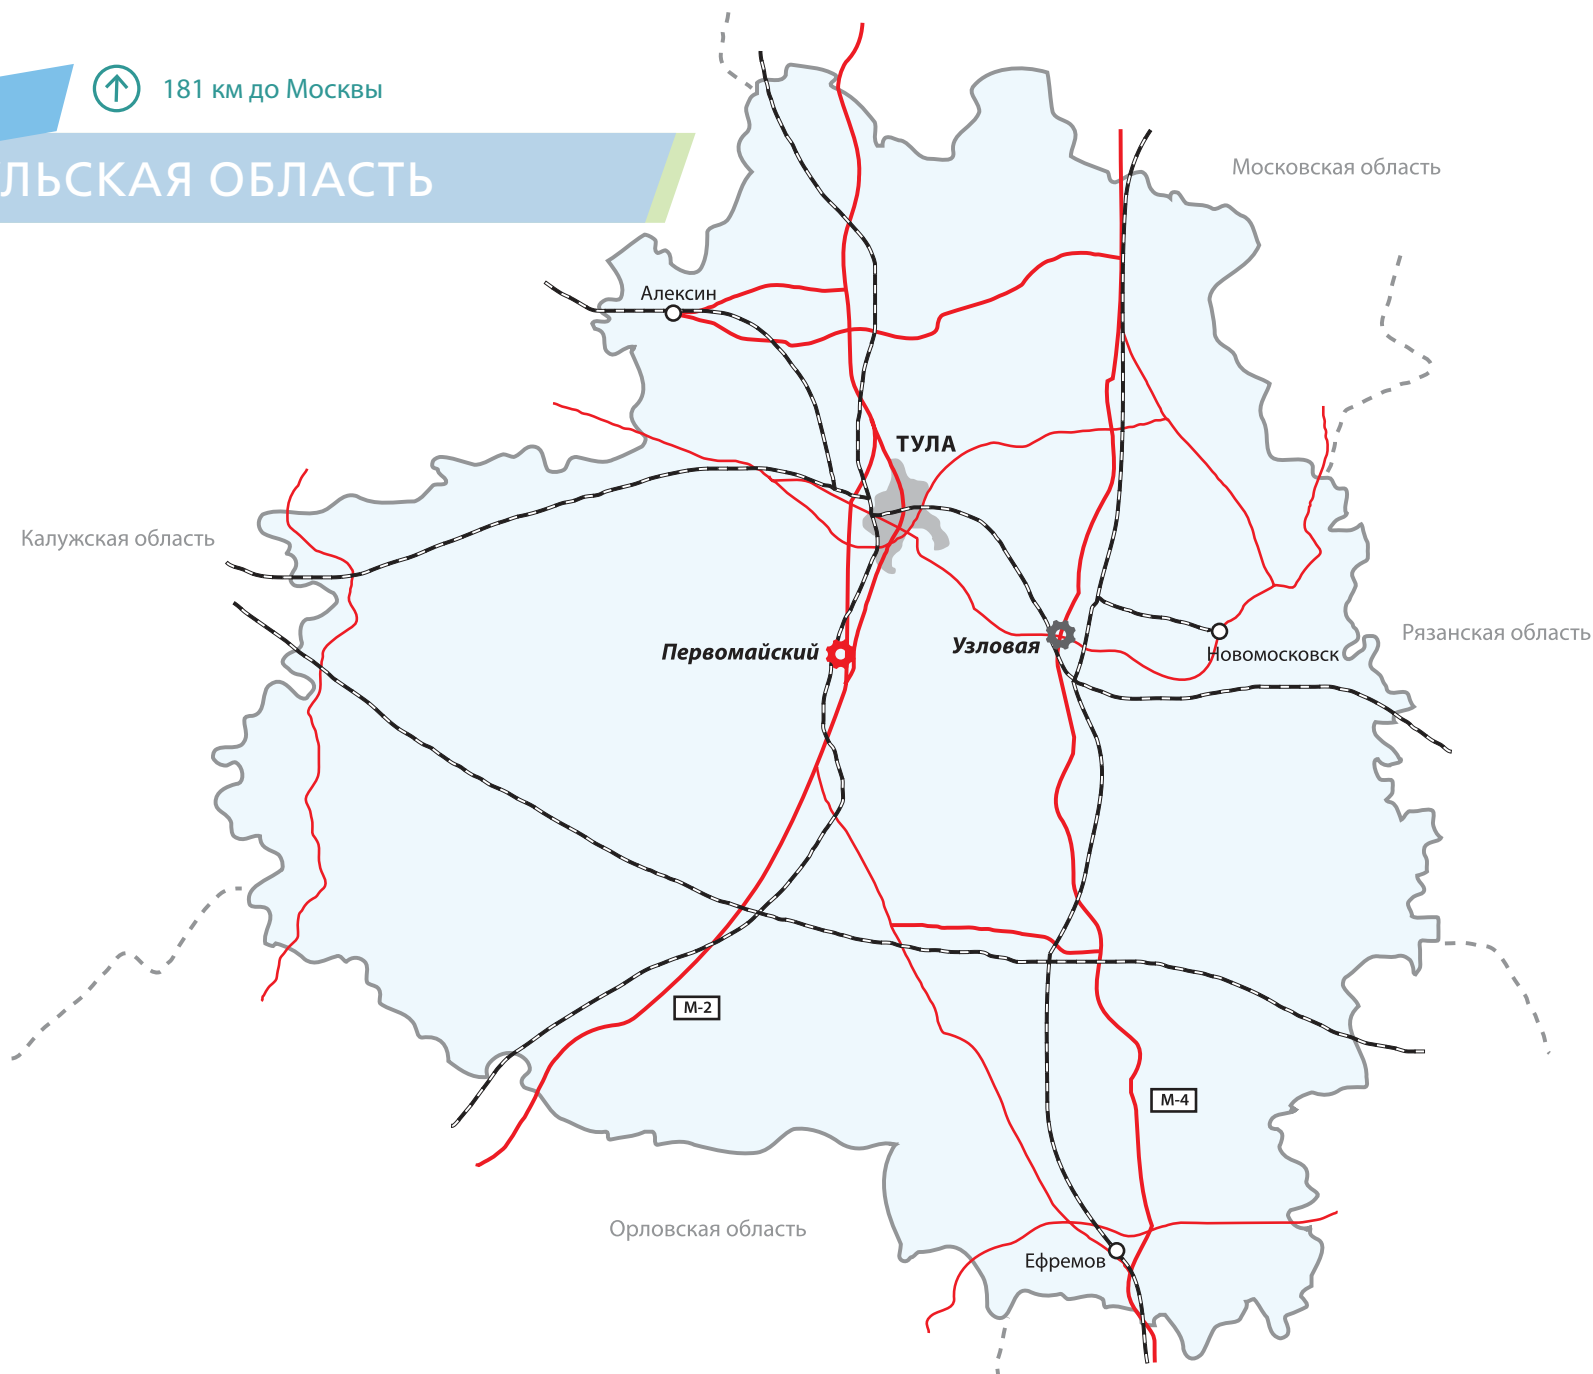 181 км до Москвы
ЛЬСКАЯ ОБЛАСТЬ
Московская область
Алексин
ТУЛА
Калужская область
Первомайский
Узловая
Рязанская область
Новомосковск
М-2
М-4
Орловская область
Ефремов